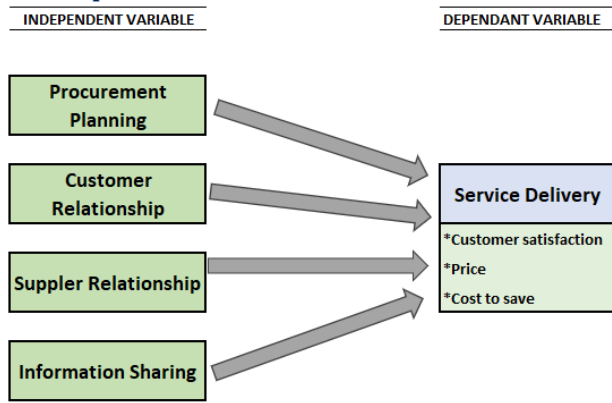 INDEPENDENT VARIABLE
DEPENDANT VARIABLE
Procurement
Planning
Customer
Relationship
Suppler Relationship
Information Sharing
Service Delivery
*Customer satisfaction
*Price
*Cost to save